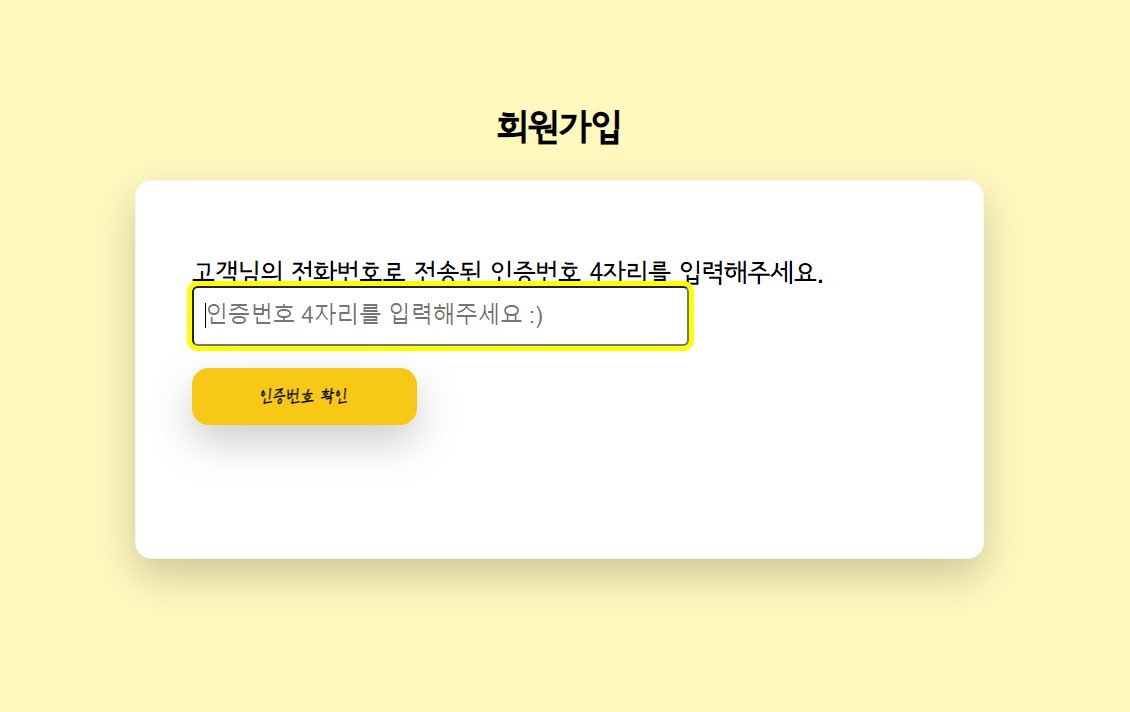 회원가입
고객님의 전화번호로 전송된 인증번호 4자리를 입력해주세요.
인증번호 4자리를 입력해주세요 :)
인증번호 확인